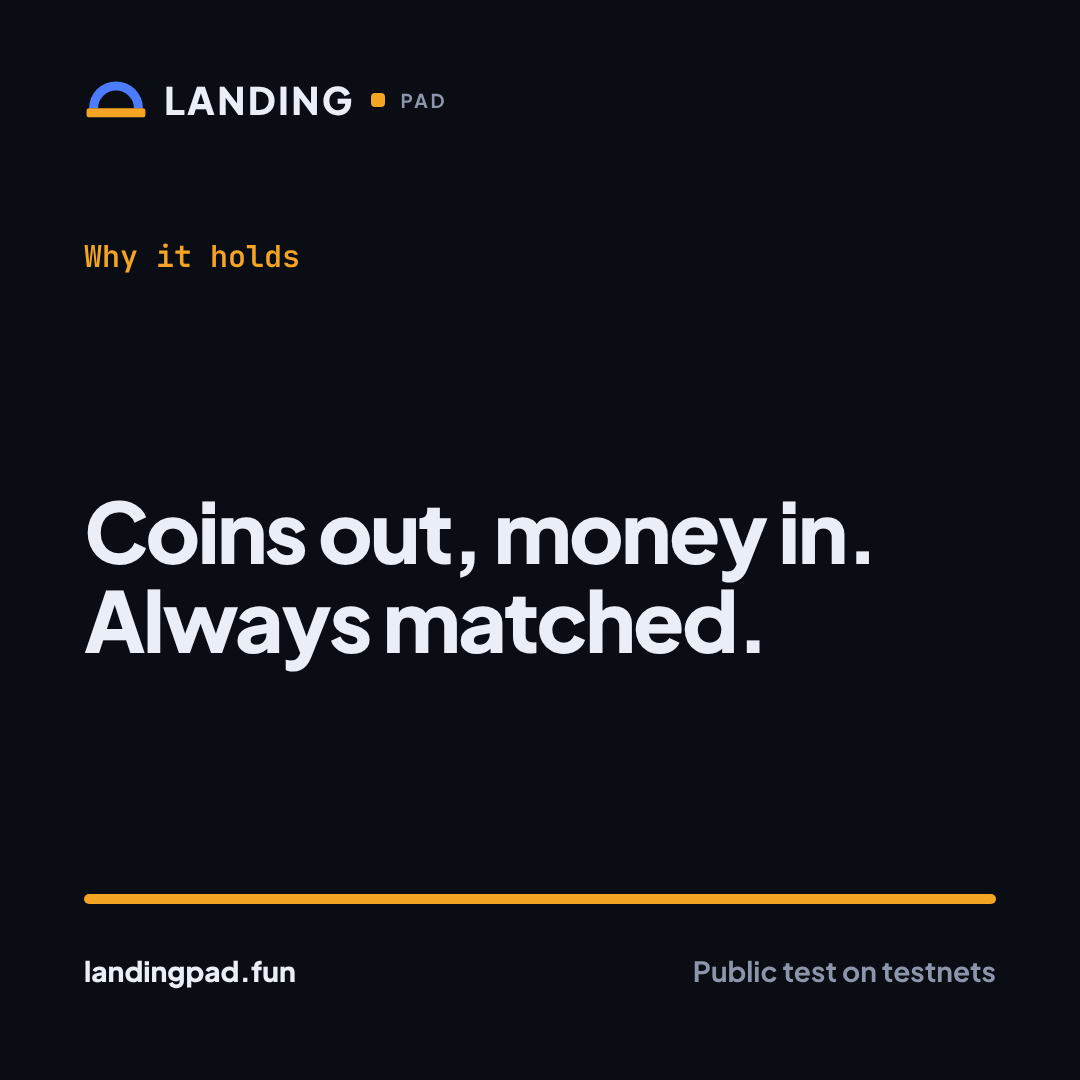 LANDING PAD
Why it holds
Coins out, money in.
Always matched.
landingpad.fun
Public test on testnets